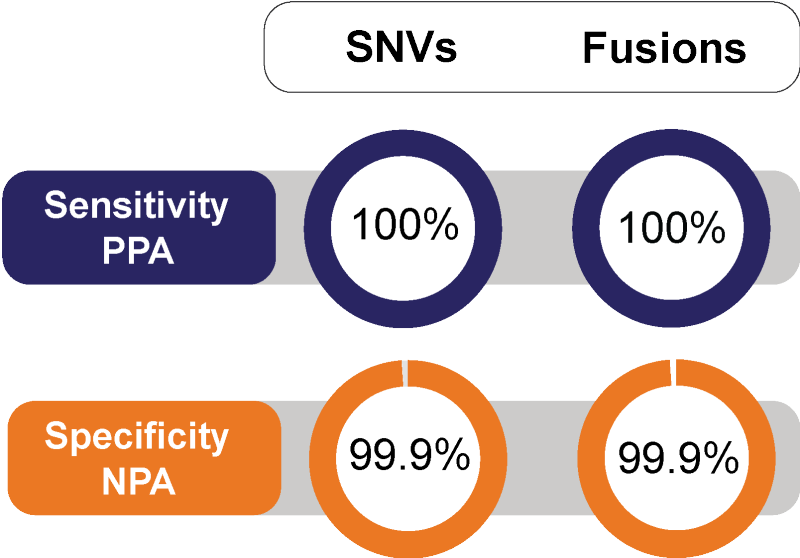 SNVs Fusions
Sensitivity
PPA
100% 100%
Specificity
NPA
99.9% 99.9%